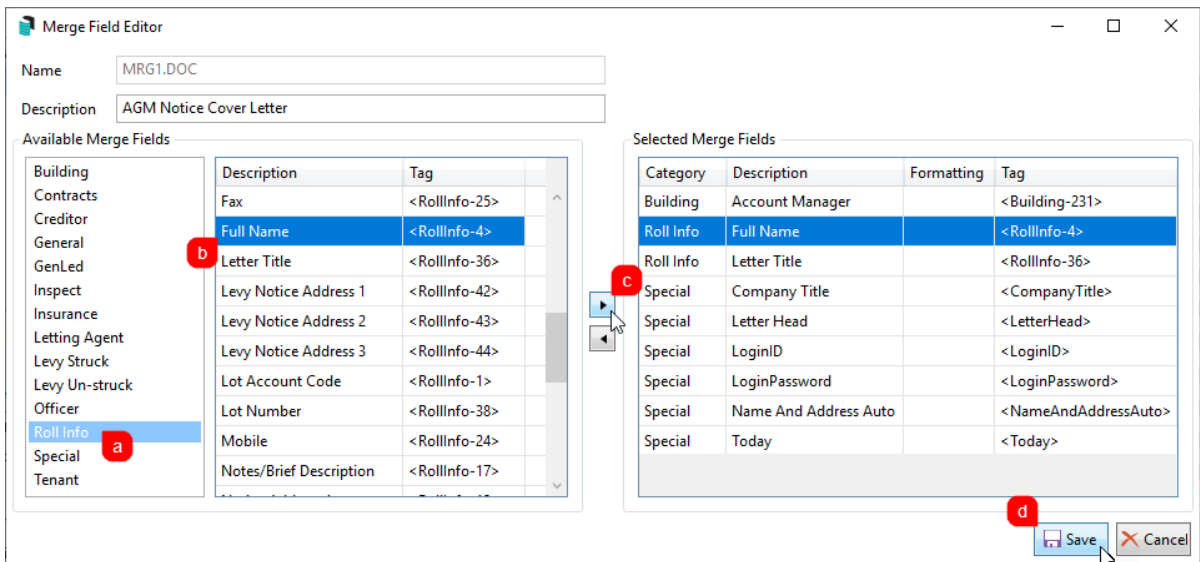 Merge Field Editor
Name MRG1.DOC
Description AGM Notice Cover Letter
Available Merge Fields
Building
Contracts
Creditor
General
GenLed
Inspect
Insurance
Letting Agent
Levy Struck
Levy Un-struck
Officer
Roll Info
Special
Tenant
a
Description Tag
Fax <RollInfo-25>
Full Name <RollInfo-4>
Letter Title <RollInfo-36>
Levy Notice Address 1 <RollInfo-42>
Levy Notice Address 2 <RollInfo-43>
Levy Notice Address 3 <RollInfo-44>
Lot Account Code <RollInfo-1>
Lot Number <RollInfo-38>
Mobile <RollInfo-24>
Notes/Brief Description <RollInfo-17>
b
c
Selected Merge Fields
Category Description Formatting Tag
Building Account Manager <Building-231>
Roll Info Full Name <RollInfo-4>
Roll Info Letter Title <RollInfo-36>
Special Company Title <CompanyTitle>
Special Letter Head <LetterHead>
Special LoginID <LoginID>
Special LoginPassword <LoginPassword>
Special Name And Address Auto <NameAndAddressAuto>
Special Today <Today>
d
Save Cancel